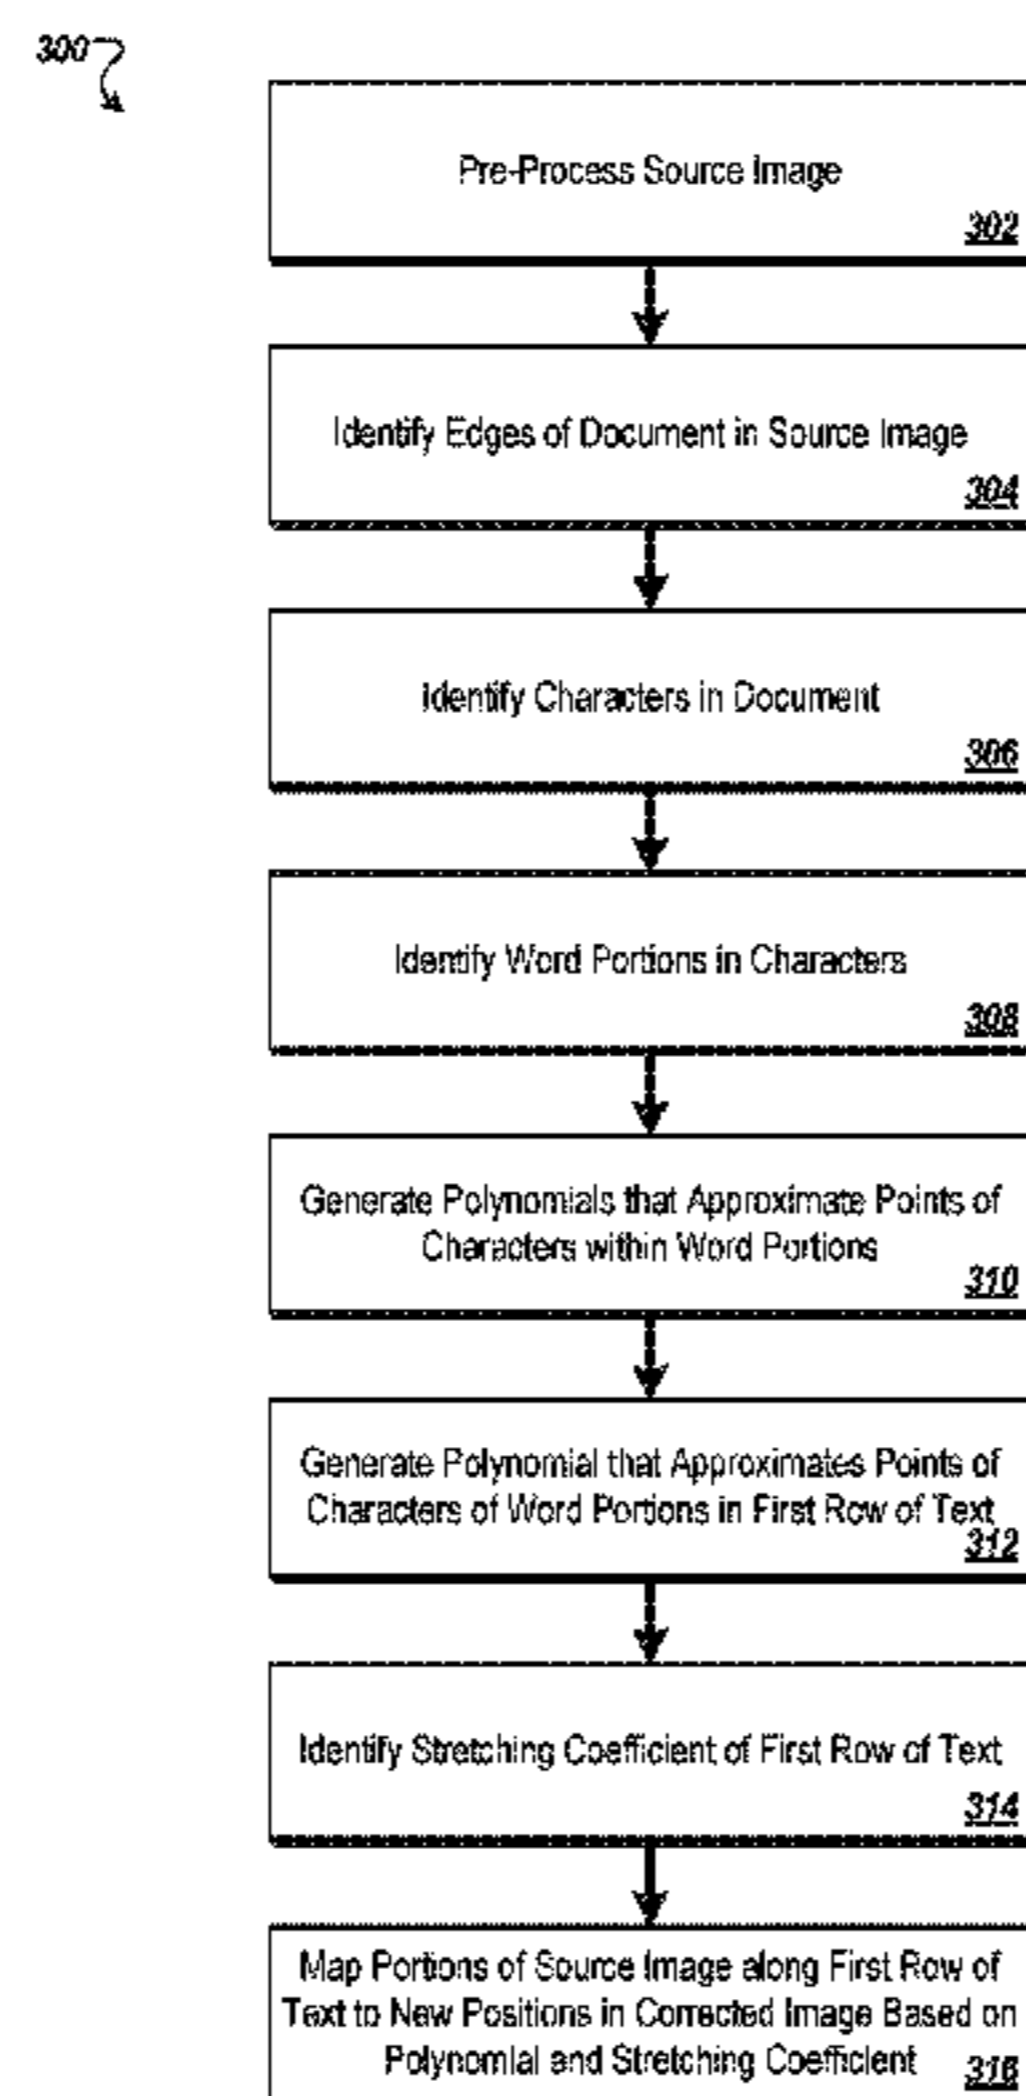 300
Pre-Process Source Image
302
Identify Edges of Document in Source Image
304
Identify Characters in Document
306
Identify Word Portions in Characters
308
Generate Polynomials that Approximate Points of
Characters within Word Portions
310
Generate Polynomial that Approximates Points of
Characters of Word Portions in First Row of Text
312
Identify Stretching Coefficient of First Row of Text
314
Map Portions of Source Image along First Row of
Text to New Positions in Corrected Image Based on
Polynomial and Stretching Coefficient
316